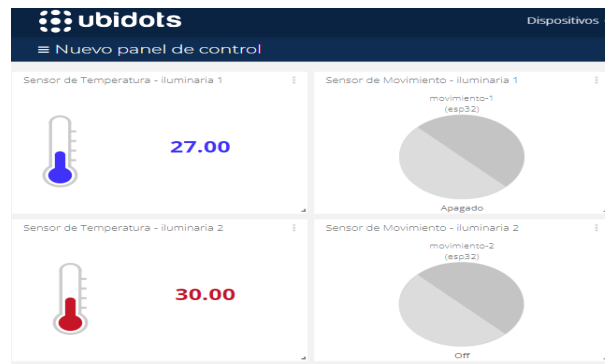 ubidots
Dispositivos
≡ Nuevo panel de control
Sensor de Temperatura - iluminaria 1
27.00
Sensor de Movimiento - iluminaria 1
movimiento-1
(esp32)
Apagado
Sensor de Temperatura - iluminaria 2
30.00
Sensor de Movimiento - iluminaria 2
movimiento-2
(esp32)
Off